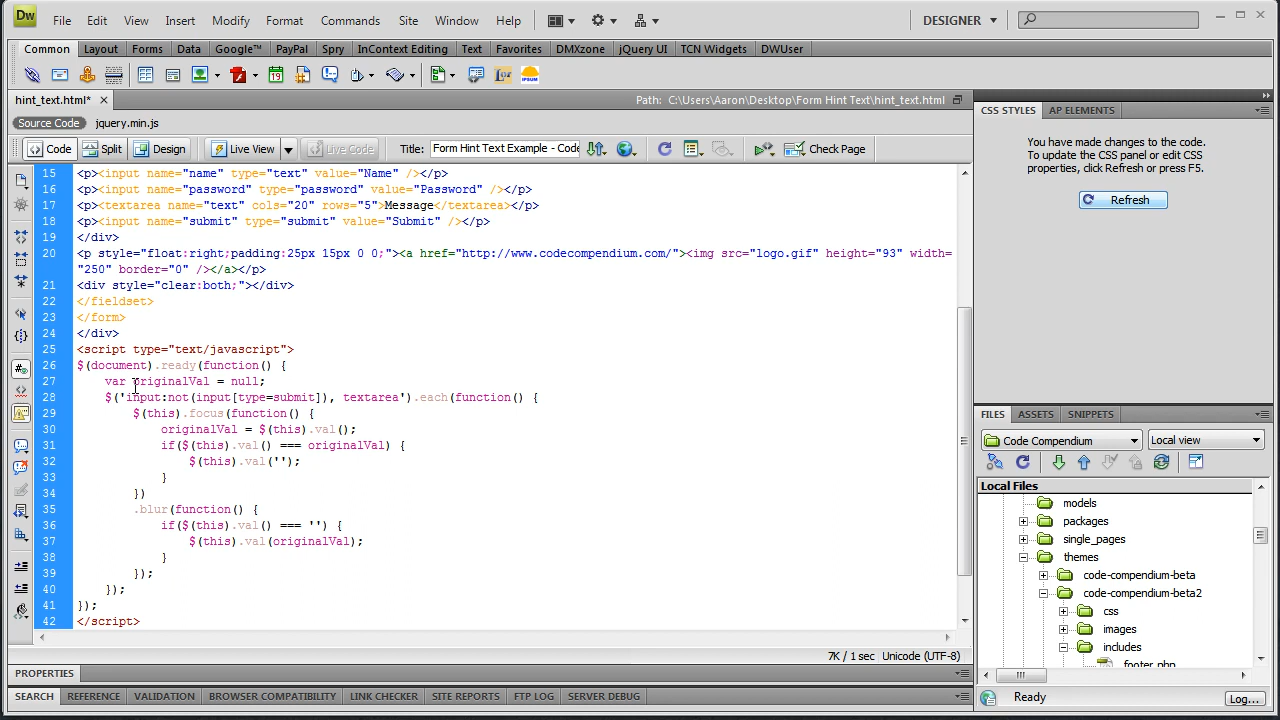 Dw File Edit View Insert Modify Format Commands Site Window Help DESIGNER
Common Layout Forms Data Google™ PayPal Spry InContext Editing Text Favorites DMXzone jQuery UI TCN Widgets DWUser
hint_text.html* Path: C:\Users\Aaron\Desktop\Form Hint Text\hint_text.html
Source Code jquery.min.js
Code Split Design Live View Live Code Title: Form Hint Text Example - Code Check Page
15 <p><input name="name" type="text" value="Name" /></p>
16 <p><input name="password" type="password" value="Password" /></p>
17 <p><textarea name="text" cols="20" rows="5">Message</textarea></p>
18 <p><input name="submit" type="submit" value="Submit" /></p>
19 </div>
20 <p style="float:right;padding:25px 15px 0 0;"><a href="http://www.codecompendium.com/"><img src="logo.gif" height="93" width=
"250" border="0" /></a></p>
21 <div style="clear:both;"></div>
22 </fieldset>
23 </form>
24 </div>
25 <script type="text/javascript">
26 $(document).ready(function() {
27 var originalVal = null;
28 $('input:not(input[type=submit]), textarea').each(function() {
29 $(this).focus(function() {
30 originalVal = $(this).val();
31 if($(this).val() === originalVal) {
32 $(this).val('');
33 }
34 })
35 .blur(function() {
36 if($(this).val() === '') {
37 $(this).val(originalVal);
38 }
39 });
40 });
41 });
42 </script>
7K / 1 sec Unicode (UTF-8)
PROPERTIES
SEARCH REFERENCE VALIDATION BROWSER COMPATIBILITY LINK CHECKER SITE REPORTS FTP LOG SERVER DEBUG
CSS STYLES AP ELEMENTS
You have made changes to the code.
To update the CSS panel or edit CSS
properties, click Refresh or press F5.
Refresh
FILES ASSETS SNIPPETS
Code Compendium Local view
Local Files
models
packages
single_pages
themes
code-compendium-beta
code-compendium-beta2
css
images
includes
footer.php
Ready Log...